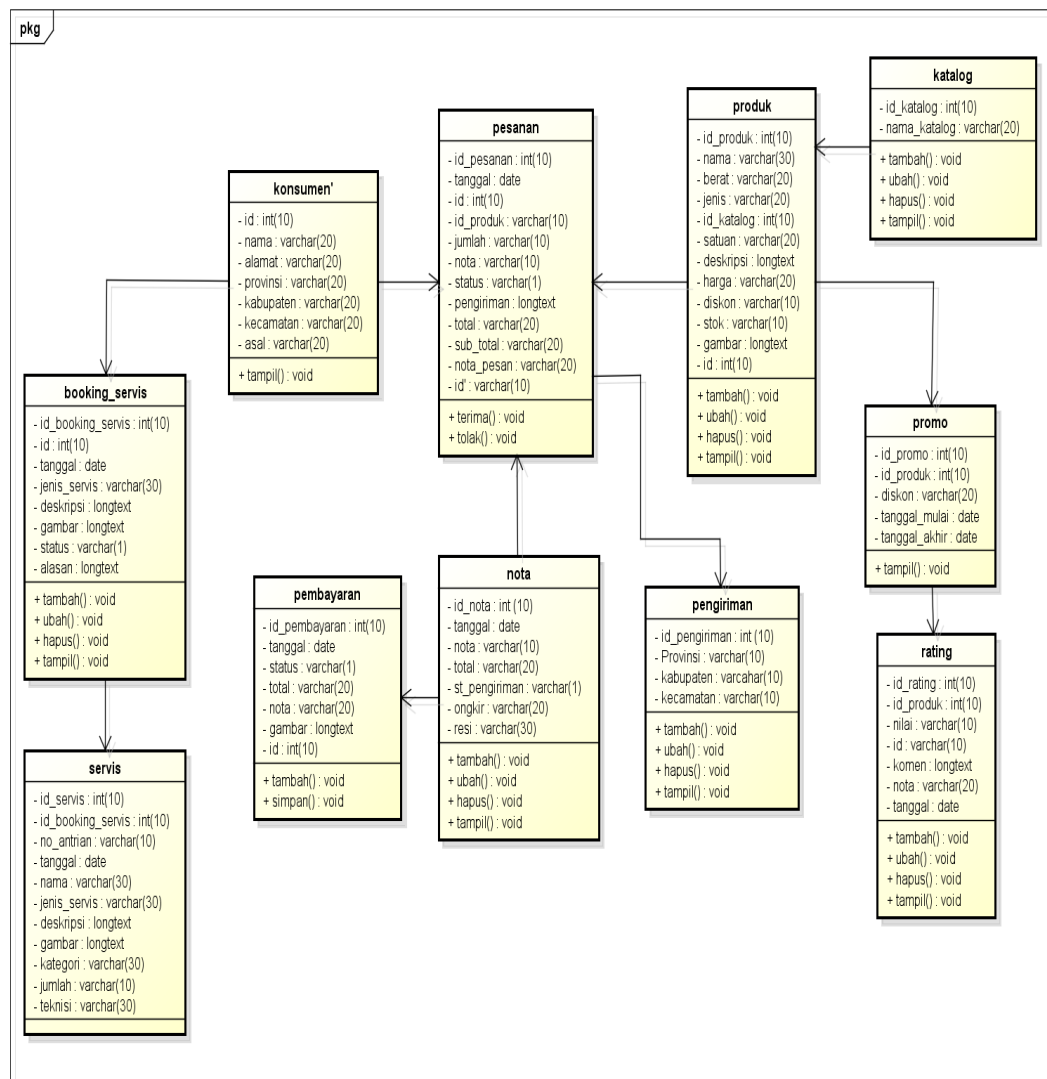 pkg
katalog
- id_katalog : int(10)
- nama_katalog : varchar(20)
+ tambah() : void
+ ubah() : void
+ hapus() : void
+ tampil() : void
produk
- id_produk : int(10)
- nama : varchar(30)
- berat : varchar(20)
- jenis : varchar(20)
- id_katalog : int(10)
- satuan : varchar(20)
- deskripsi : longtext
- harga : varchar(20)
- diskon : varchar(10)
- stok : varchar(10)
- gambar : longtext
- id : int(10)
+ tambah() : void
+ ubah() : void
+ hapus() : void
+ tampil() : void
pesanan
- id_pesanan : int(10)
- tanggal : date
- id : int(10)
- id_produk : varchar(10)
- jumlah : varchar(10)
- nota : varchar(10)
- status : varchar(1)
- pengiriman : longtext
- total : varchar(20)
- sub_total : varchar(20)
- nota_pesan : varchar(20)
- id' : varchar(10)
+ terima() : void
+ tolak() : void
konsumen'
- id : int(10)
- nama : varchar(20)
- alamat : varchar(20)
- provinsi : varchar(20)
- kabupaten : varchar(20)
- kecamatan : varchar(20)
- asal : varchar(20)
+ tampil() : void
booking_servis
- id_booking_servis : int(10)
- id : int(10)
- tanggal : date
- jenis_servis : varchar(30)
- deskripsi : longtext
- gambar : longtext
- status : varchar(1)
- alasan : longtext
+ tambah() : void
+ ubah() : void
+ hapus() : void
+ tampil() : void
promo
- id_promo : int(10)
- id_produk : int(10)
- diskon : varchar(20)
- tanggal_mulai : date
- tanggal_akhir : date
+ tampil() : void
nota
- id_nota : int (10)
- tanggal : date
- nota : varchar(10)
- total : varchar(20)
- st_pengiriman : varchar(1)
- ongkir : varchar(20)
- resi : varchar(30)
+ tambah() : void
+ ubah() : void
+ hapus() : void
+ tampil() : void
pembayaran
- id_pembayaran : int(10)
- tanggal : date
- status : varchar(1)
- total : varchar(20)
- nota : varchar(20)
- gambar : longtext
- id : int(10)
+ tambah() : void
+ simpan() : void
pengiriman
- id_pengiriman : int (10)
- Provinsi : varchar(10)
- kabupaten : varcahar(10)
- kecamatan : varchar(10)
+ tambah() : void
+ ubah() : void
+ hapus() : void
+ tampil() : void
rating
- id_rating : int(10)
- id_produk : int(10)
- nilai : varchar(10)
- id : varchar(10)
- komen : longtext
- nota : varchar(20)
- tanggal : date
+ tambah() : void
+ ubah() : void
+ hapus() : void
+ tampil() : void
servis
- id_servis : int(10)
- id_booking_servis : int(10)
- no_antrian : varchar(10)
- tanggal : date
- nama : varchar(30)
- jenis_servis : varchar(30)
- deskripsi : longtext
- gambar : longtext
- kategori : varchar(30)
- jumlah : varchar(10)
- teknisi : varchar(30)